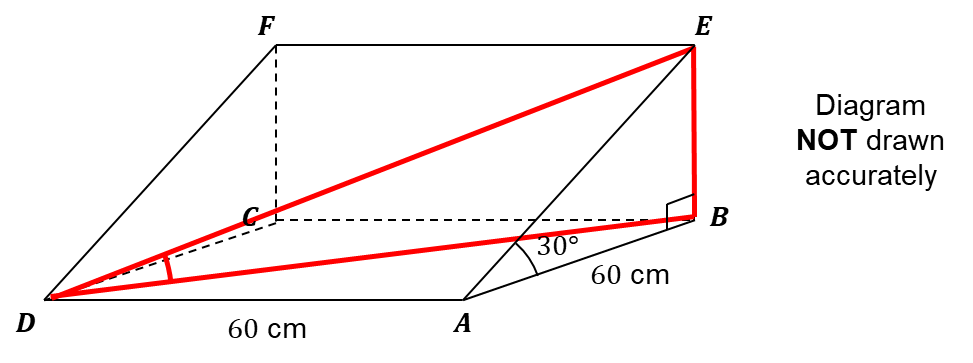 F
E
Diagram
NOT drawn
accurately
C
B
30°
60 cm
D
60 cm
A